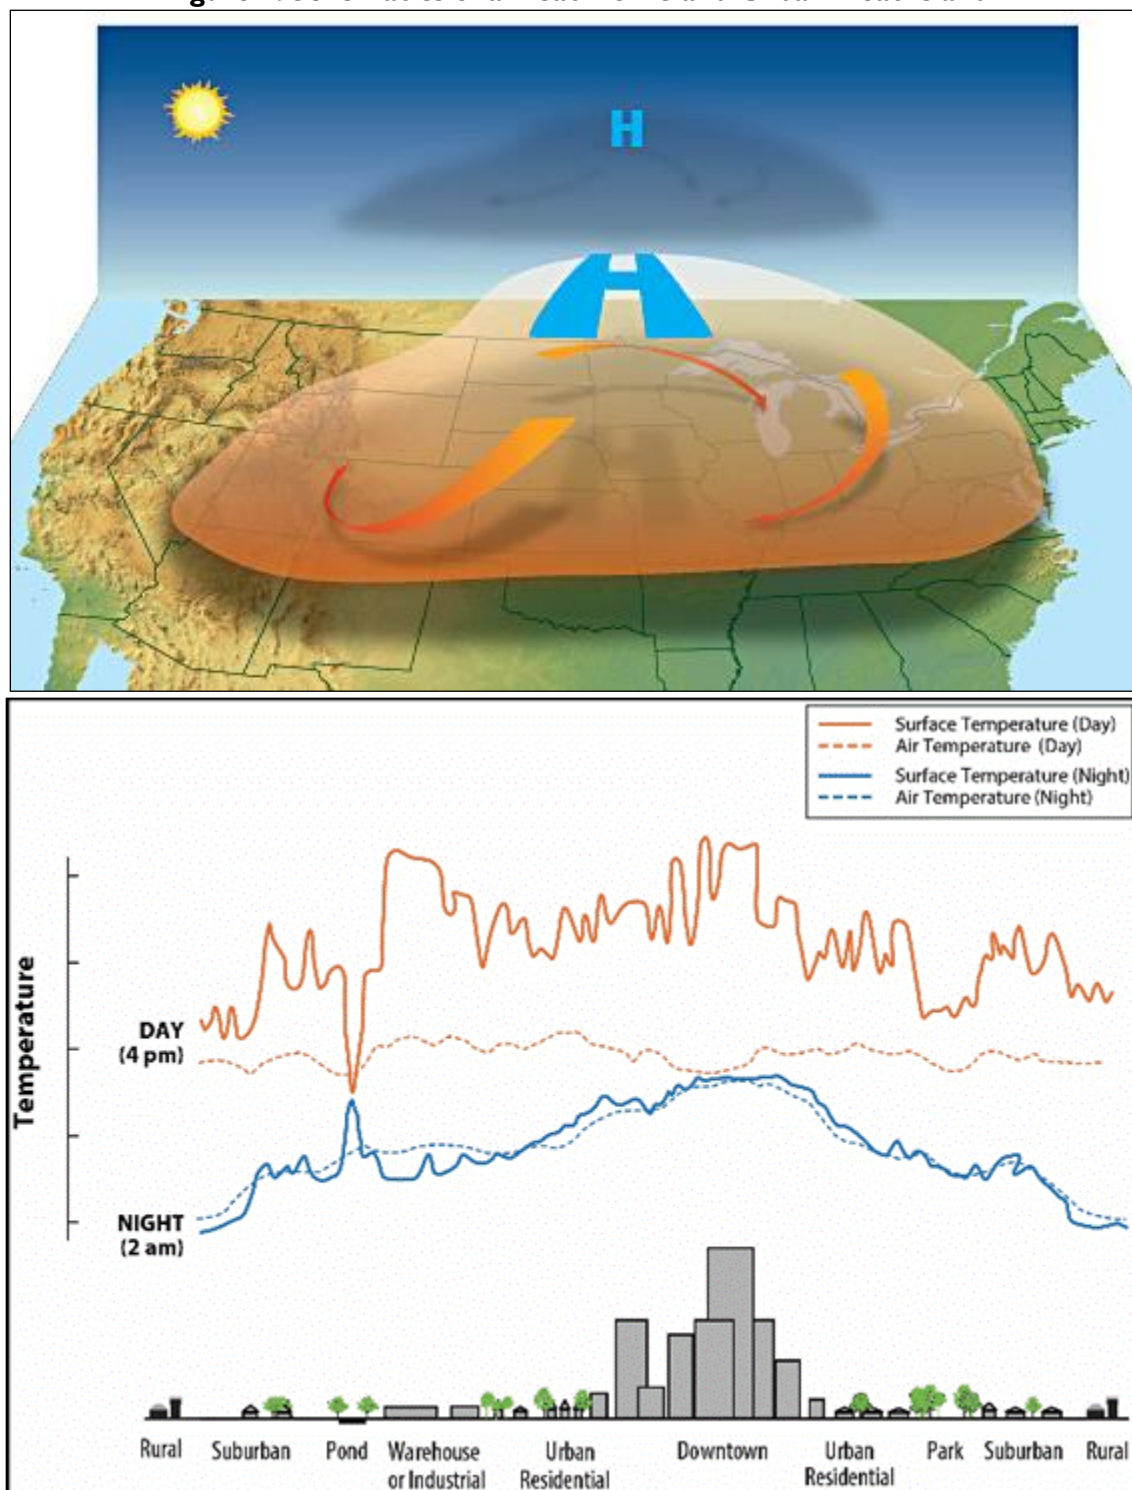 H
H
Surface Temperature (Day)
Air Temperature (Day)
Surface Temperature (Night)
Air Temperature (Night)
Temperature
DAY
(4 pm)
NIGHT
(2 am)
Rural
Suburban
Pond
Warehouse
or Industrial
Urban
Residential
Downtown
Urban
Residential
Park
Suburban
Rural